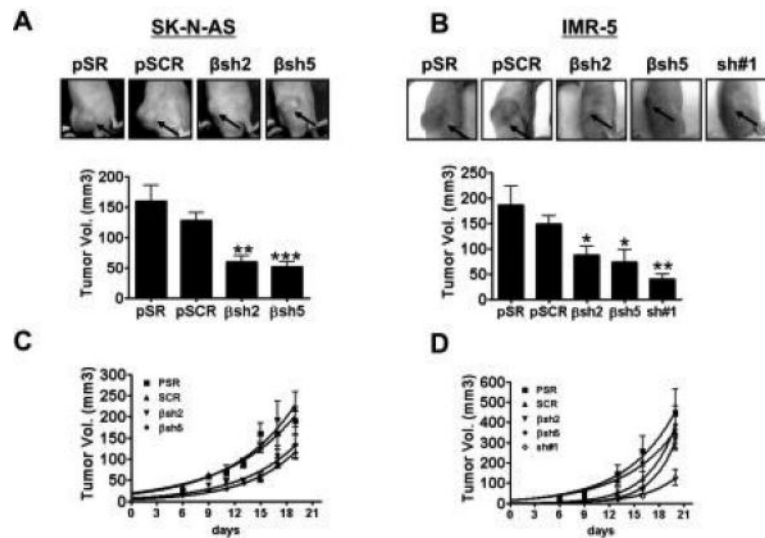 A
SK-N-AS
pSR pSCR βsh2 βsh5
Tumor Vol. (mm3)
200
150
100
50
0
** ***
pSR pSCR βsh2 βsh5
B
IMR-5
pSR pSCR βsh2 βsh5 sh#1
Tumor Vol. (mm3)
250
200
150
100
50
0
* * **
pSR pSCR βsh2 βsh5 sh#1
C
Tumor Vol. (mm3)
300
250
200
150
100
50
0
PSR
SCR
βsh2
βsh5
0 3 6 9 12 15 18 21
days
D
Tumor Vol. (mm3)
600
500
400
300
200
100
0
PSR
SCR
βsh2
βsh5
sh#1
0 3 6 9 12 15 18 21
days